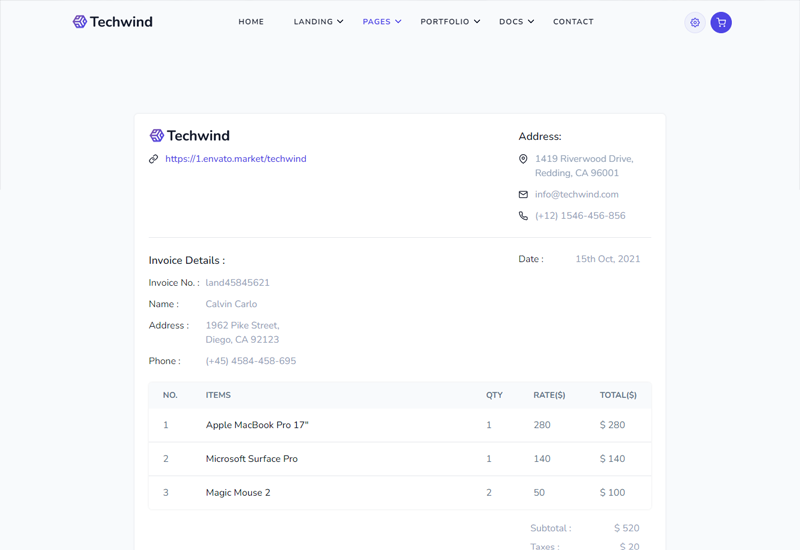 Techwind
HOME LANDING PAGES PORTFOLIO DOCS CONTACT
Techwind
https://1.envato.market/techwind
Address:
1419 Riverwood Drive,
Redding, CA 96001
info@techwind.com
(+12) 1546-456-856
Invoice Details :
Invoice No. : land45845621
Name : Calvin Carlo
Address : 1962 Pike Street,
Diego, CA 92123
Phone : (+45) 4584-458-695
Date : 15th Oct, 2021
NO. ITEMS QTY RATE($) TOTAL($)
1 Apple MacBook Pro 17" 1 280 $ 280
2 Microsoft Surface Pro 1 140 $ 140
3 Magic Mouse 2 2 50 $ 100
Subtotal : $ 520
Taxes : $ 20